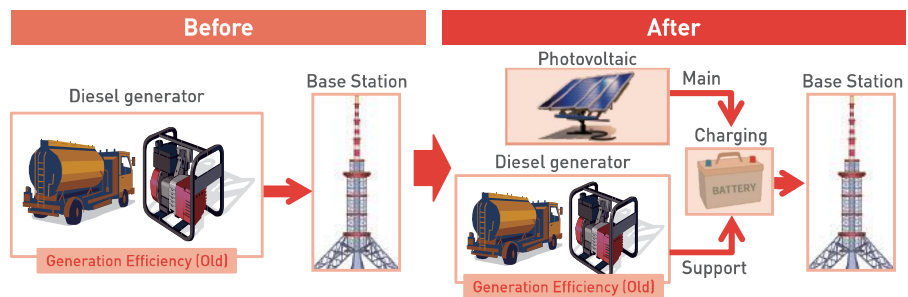 Before
After
Diesel generator
Base Station
Generation Efficiency (Old)
Photovoltaic
Main
Charging
BATTERY
Base Station
Diesel generator
Generation Efficiency (Old)
Support